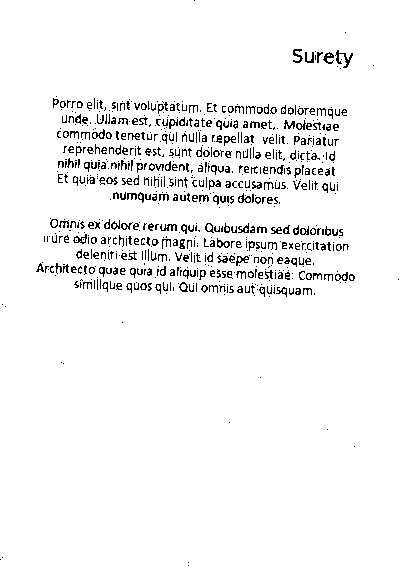 Surety
Porro elit, sint voluptatum. Et commodo doloremque
unde. Ullam est, cupiditate quia amet,. Molestiae
commodo tenetur qui nulla repellat velit. Pariatur
reprehenderit est, sunt dolore nulla elit, dicta. Id
nihil quia nihil provident, aliqua. reiciendis placeat
Et quia eos sed nihil sint culpa accusamus. Velit qui
numquam autem quis dolores.
Omnis ex dolore rerum qui. Quibusdam sed doloribus
irure odio architecto magni. Labore ipsum exercitation
deleniti est illum. Velit id saepe non eaque.
Architecto quae quia id aliquip esse molestiae. Commodo
similique quos qui. Qui omnis aut quisquam.